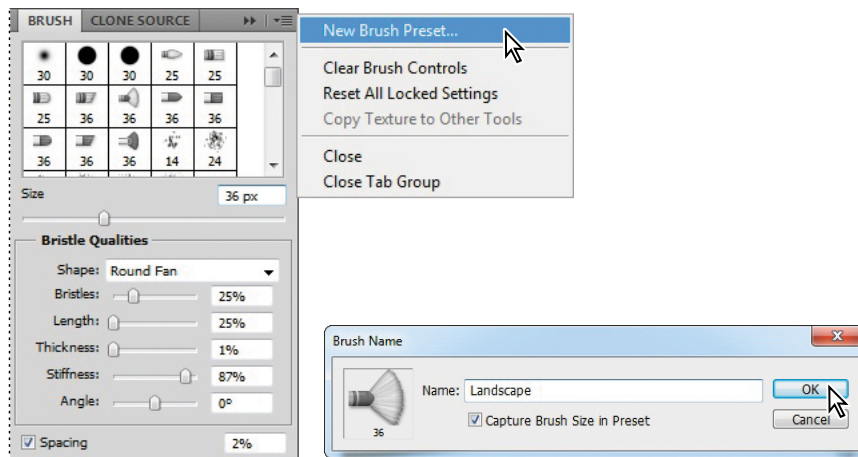 BRUSH CLONE SOURCE
30 30 30 25 25
25 36 36 36 36
36 36 36 14 24
Size 36 px
Bristle Qualities
Shape: Round Fan
Bristles: 25%
Length: 25%
Thickness: 1%
Stiffness: 87%
Angle: 0°
Spacing 2%
New Brush Preset...
Clear Brush Controls
Reset All Locked Settings
Copy Texture to Other Tools
Close
Close Tab Group
Brush Name
Name: Landscape OK
Capture Brush Size in Preset Cancel
36